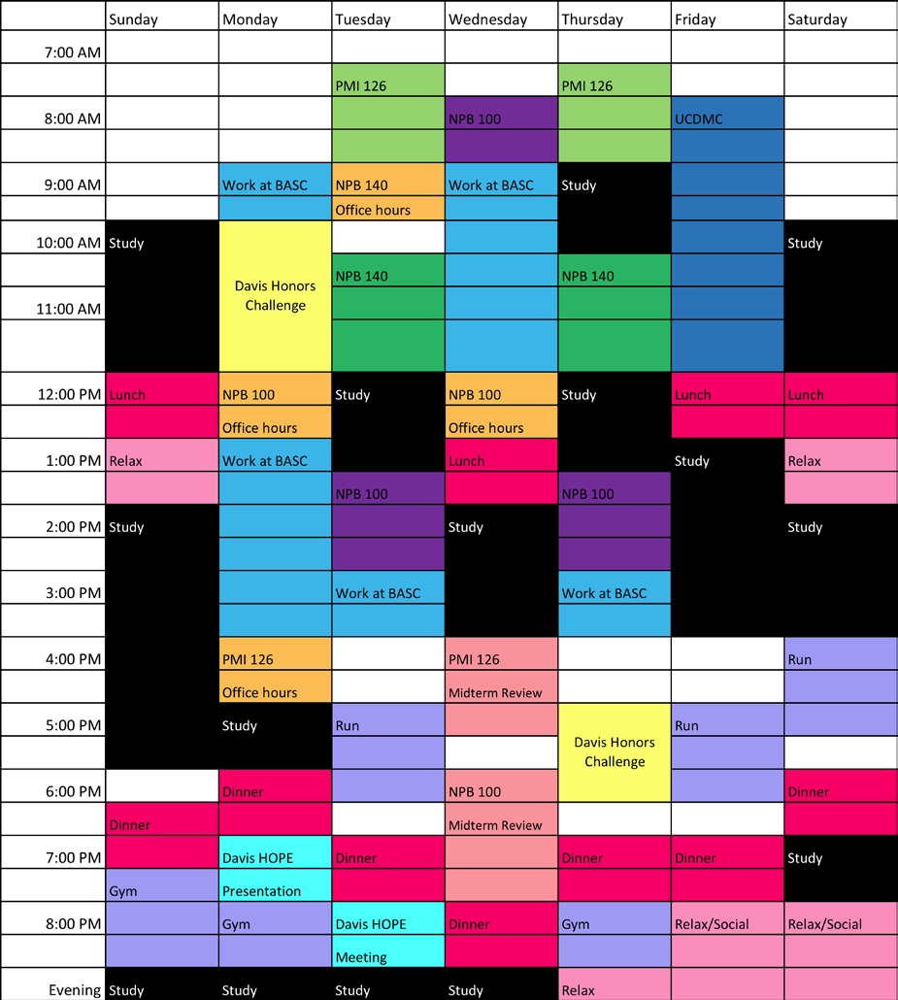 Sunday Monday Tuesday Wednesday Thursday Friday Saturday
7:00 AM
PMI 126 PMI 126
8:00 AM NPB 100 UCDMC
9:00 AM Work at BASC NPB 140 Work at BASC Study
Office hours
10:00 AM Study Study
NPB 140 NPB 140
Davis Honors
Challenge
11:00 AM
12:00 PM Lunch NPB 100 Study NPB 100 Study Lunch Lunch
Office hours Office hours
1:00 PM Relax Work at BASC Lunch Study Relax
NPB 100 NPB 100
2:00 PM Study Study Study
3:00 PM Work at BASC Work at BASC
4:00 PM PMI 126 PMI 126 Run
Office hours Midterm Review
5:00 PM Study Run Run
Davis Honors
Challenge
6:00 PM Dinner NPB 100 Dinner
Dinner Midterm Review
7:00 PM Davis HOPE Dinner Dinner Dinner Study
Gym Presentation
8:00 PM Gym Davis HOPE Dinner Gym Relax/Social Relax/Social
Meeting
Evening Study Study Study Study Relax